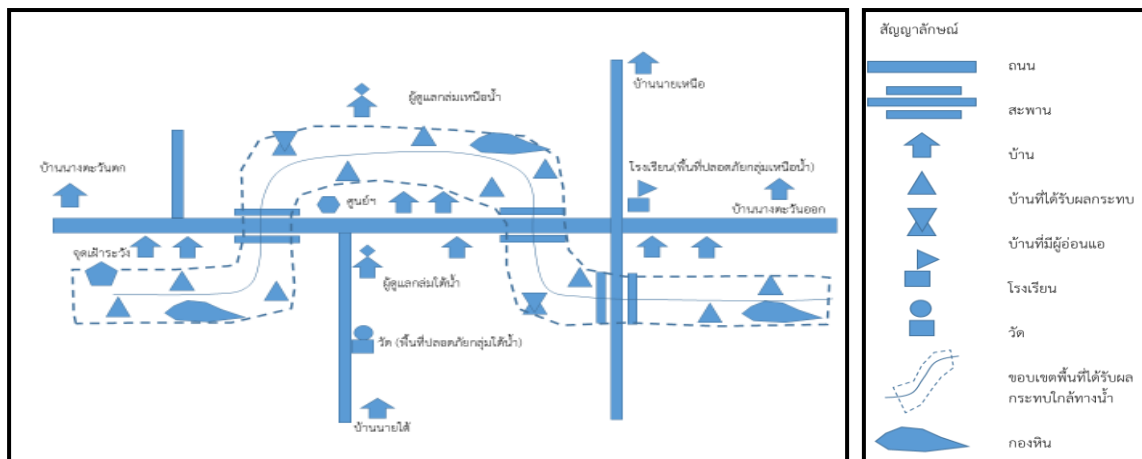 ผู้ดูแลกลุ่มเหนือน้ำ
บ้านนายเหนือ
บ้านนางตะวันตก
โรงเรียน(พื้นที่ปลอดภัยกลุ่มเหนือน้ำ)
ศูนย์ฯ
บ้านนางตะวันออก
จุดเฝ้าระวัง
ผู้ดูแลกลุ่มใต้น้ำ
วัด (พื้นที่ปลอดภัยกลุ่มใต้น้ำ)
บ้านนายใต้
สัญญาลักษณ์
ถนน
สะพาน
บ้าน
บ้านที่ได้รับผลกระทบ
บ้านที่มีผู้อ่อนแอ
โรงเรียน
วัด
ขอบเขตพื้นที่ได้รับผล
กระทบใกล้ทางน้ำ
กองหิน